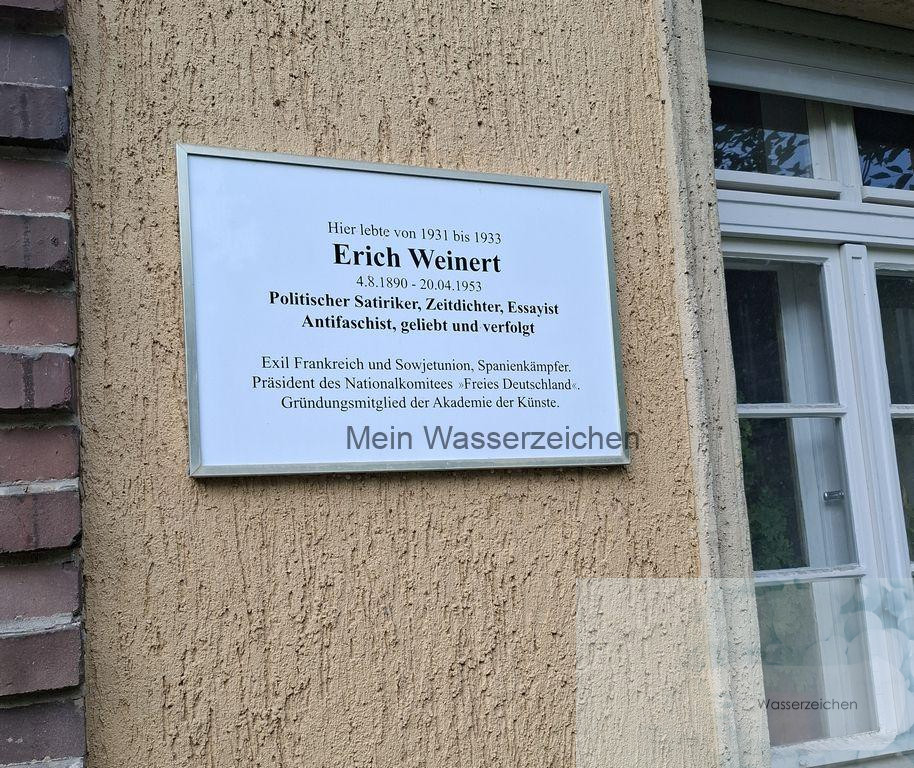 Hier lebte von 1931 bis 1933
Erich Weinert
4.8.1890 - 20.04.1953
Politischer Satiriker, Zeitdichter, Essayist
Antifaschist, geliebt und verfolgt
Exil Frankreich und Sowjetunion, Spanienkämpfer.
Präsident des Nationalkomitees »Freies Deutschland«.
Gründungsmitglied der Akademie der Künste.
Mein Wasserzeichen
Wasserzeichen